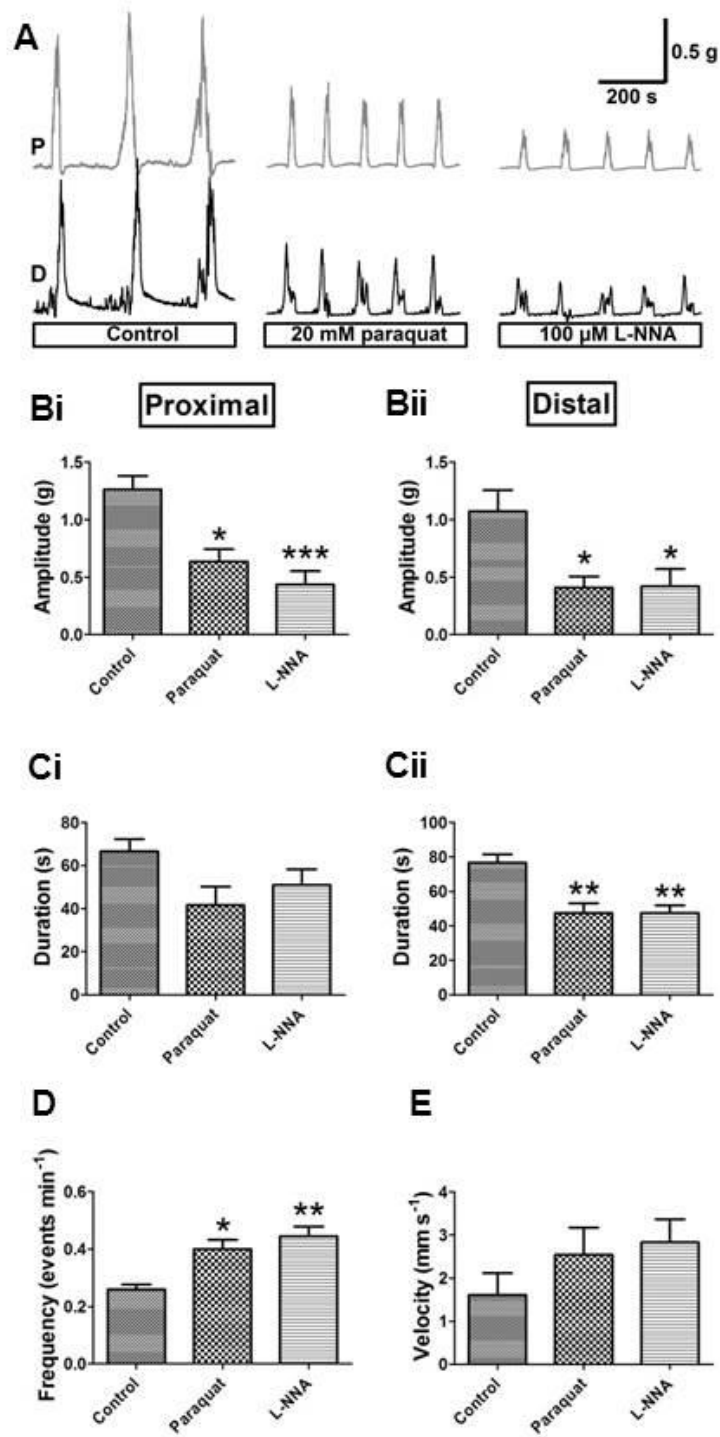 A
0.5 g
200 s
P
D
Control
20 mM paraquat
100 µM L-NNA
Bi
Proximal
Amplitude (g)
1.5
1.0
0.5
0.0
*
***
Control
Paraquat
L-NNA
Bii
Distal
Amplitude (g)
1.5
1.0
0.5
0.0
*
*
Control
Paraquat
L-NNA
Ci
Duration (s)
80
60
40
20
0
Control
Paraquat
L-NNA
Cii
Duration (s)
100
80
60
40
20
0
**
**
Control
Paraquat
L-NNA
D
Frequency (events min⁻¹)
0.6
0.4
0.2
0.0
*
**
Control
Paraquat
L-NNA
E
Velocity (mm s⁻¹)
4
3
2
1
0
Control
Paraquat
L-NNA